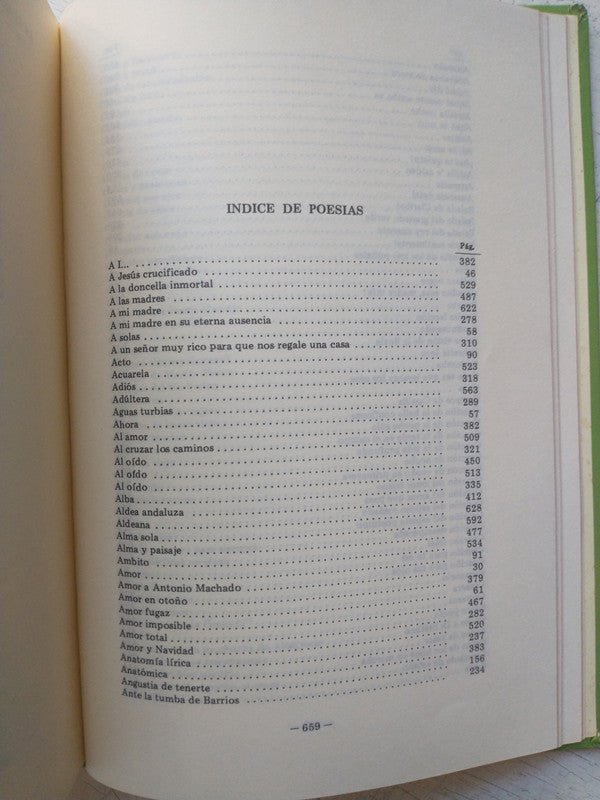 INDICE DE POESIAS
Pág.
A L.. ........ 382
A Jesús crucificado ........ 46
A la doncella inmortal ........ 529
A las madres ........ 487
A mi madre ........ 622
A mi madre en su eterna ausencia ........ 278
A solas ........ 58
A un señor muy rico para que nos regale una casa ........ 310
Acto ........ 90
Acuarela ........ 523
Adiós ........ 318
Adúltera ........ 563
Aguas turbias ........ 289
Ahora ........ 57
Al amor ........ 382
Al cruzar los caminos ........ 509
Al oído ........ 321
Al oído ........ 450
Al oído ........ 513
Alba ........ 335
Aldea andaluza ........ 412
Aldeana ........ 628
Alma sola ........ 592
Alma y paisaje ........ 477
Ambito ........ 534
Amor ........ 91
Amor a Antonio Machado ........ 30
Amor en otoño ........ 379
Amor fugaz ........ 61
Amor imposible ........ 467
Amor total ........ 282
Amor y Navidad ........ 520
Anatomía lírica ........ 237
Anatómica ........ 383
Angustia de tenerte ........ 156
Ante la tumba de Barrios ........ 234
— 659 —